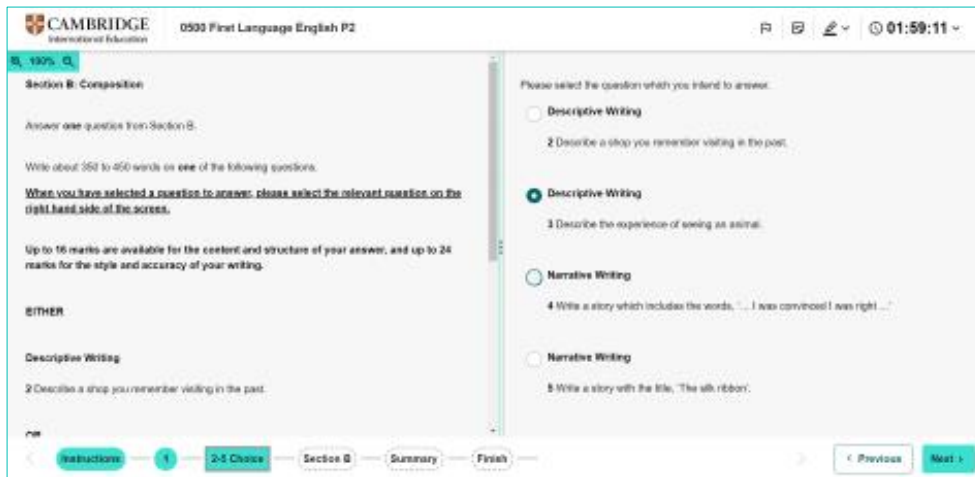 CAMBRIDGE
International Education
0500 First Language English P2
01:59:11
100%
Section B: Composition
Answer one question from Section B.
Write about 350 to 450 words on one of the following questions.
When you have selected a question to answer, please select the relevant question on the
right hand side of the screen.
Up to 16 marks are available for the content and structure of your answer, and up to 24
marks for the style and accuracy of your writing.
EITHER
Descriptive Writing
2 Describe a shop you remember visiting in the past.
OR
Please select the question which you intend to answer.
Descriptive Writing
2 Describe a shop you remember visiting in the past.
Descriptive Writing
3 Describe the experience of seeing an animal.
Narrative Writing
4 Write a story which includes the words, '... I was convinced I was right ...'
Narrative Writing
5 Write a story with the title, 'The silk ribbon'.
Instructions
1
2-5 Choice
Section B
Summary
Finish
Previous
Next